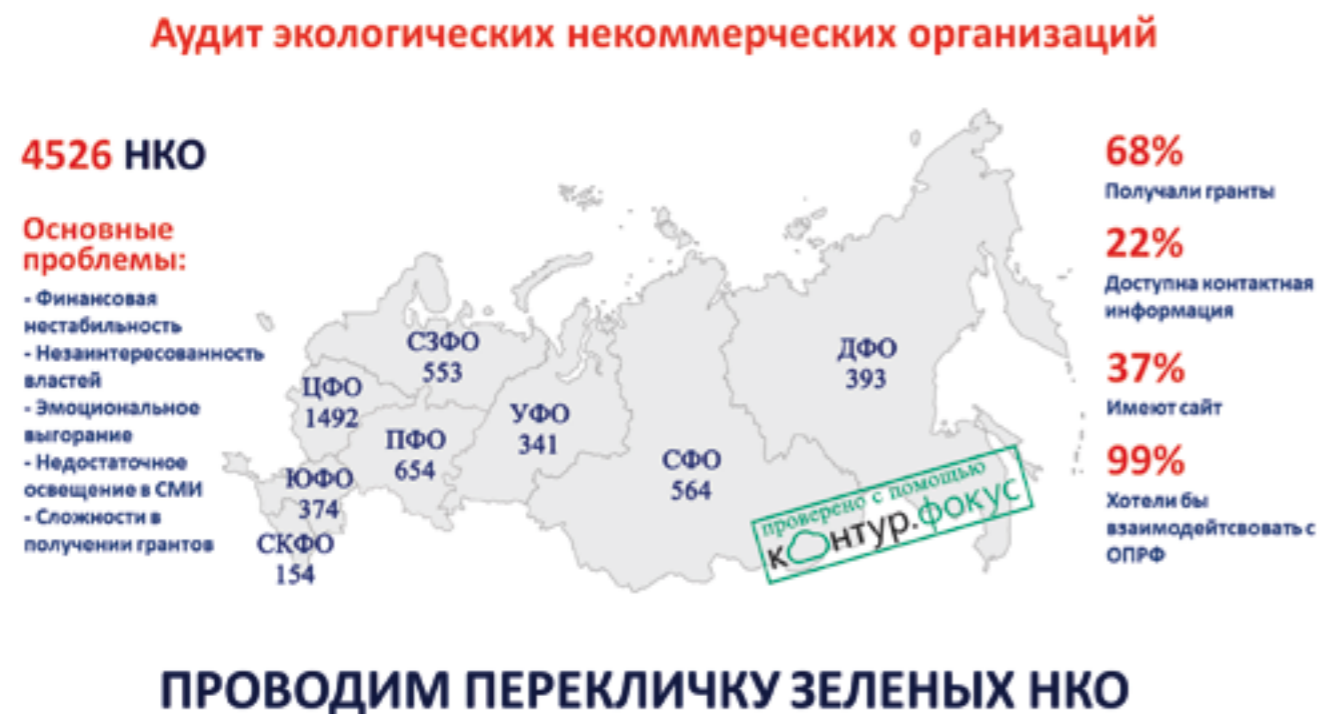 Аудит экологических некоммерческих организаций
4526 НКО
Основные
проблемы:
- Финансовая
нестабильность
- Незаинтересованность
властей
- Эмоциональное
выгорание
- Недостаточное
освещение в СМИ
- Сложности в
получении грантов
СЗФО
553
ЦФО
1492
ПФО
654
ЮФО
374
СКФО
154
УФО
341
СФО
564
ДФО
393
проверено с помощью
контур.фокус
68%
Получали гранты
22%
Доступна контактная
информация
37%
Имеют сайт
99%
Хотели бы
взаимодейтсвовать с
ОПРФ
ПРОВОДИМ ПЕРЕКЛИЧКУ ЗЕЛЕНЫХ НКО